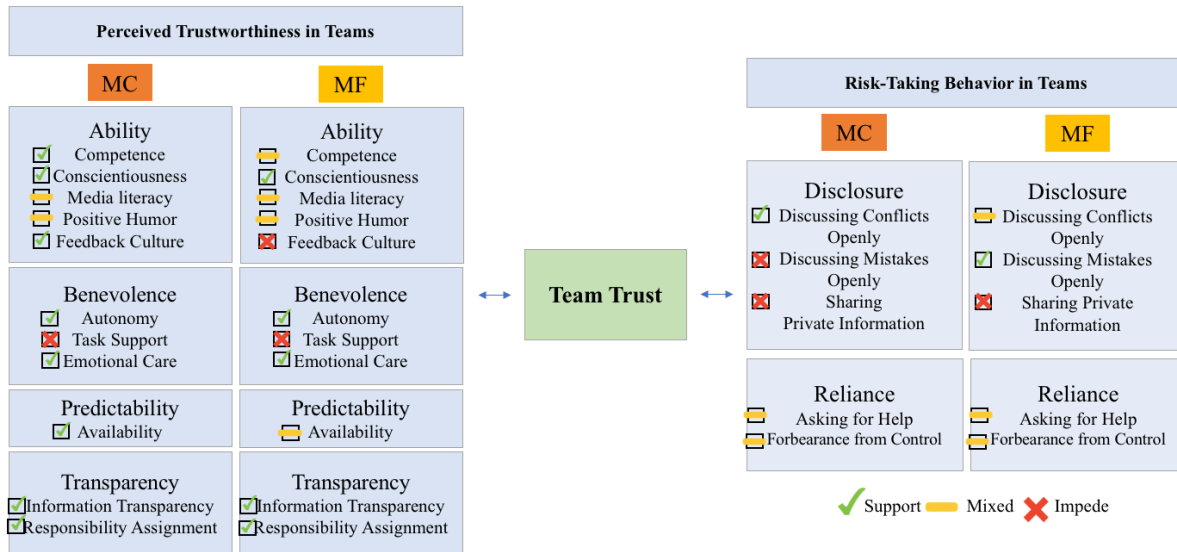 Perceived Trustworthiness in Teams
MC
Ability
Competence
Conscientiousness
Media literacy
Positive Humor
Feedback Culture
Benevolence
Autonomy
Task Support
Emotional Care
Predictability
Availability
Transparency
Information Transparency
Responsibility Assignment
MF
Ability
Competence
Conscientiousness
Media literacy
Positive Humor
Feedback Culture
Benevolence
Autonomy
Task Support
Emotional Care
Predictability
Availability
Transparency
Information Transparency
Responsibility Assignment
Team Trust
Risk-Taking Behavior in Teams
MC
Disclosure
Discussing Conflicts
Openly
Discussing Mistakes
Openly
Sharing
Private Information
Reliance
Asking for Help
Forbearance from Control
MF
Disclosure
Discussing Conflicts
Openly
Discussing Mistakes
Openly
Sharing Private
Information
Reliance
Asking for Help
Forbearance from Control
Support
Mixed
Impede